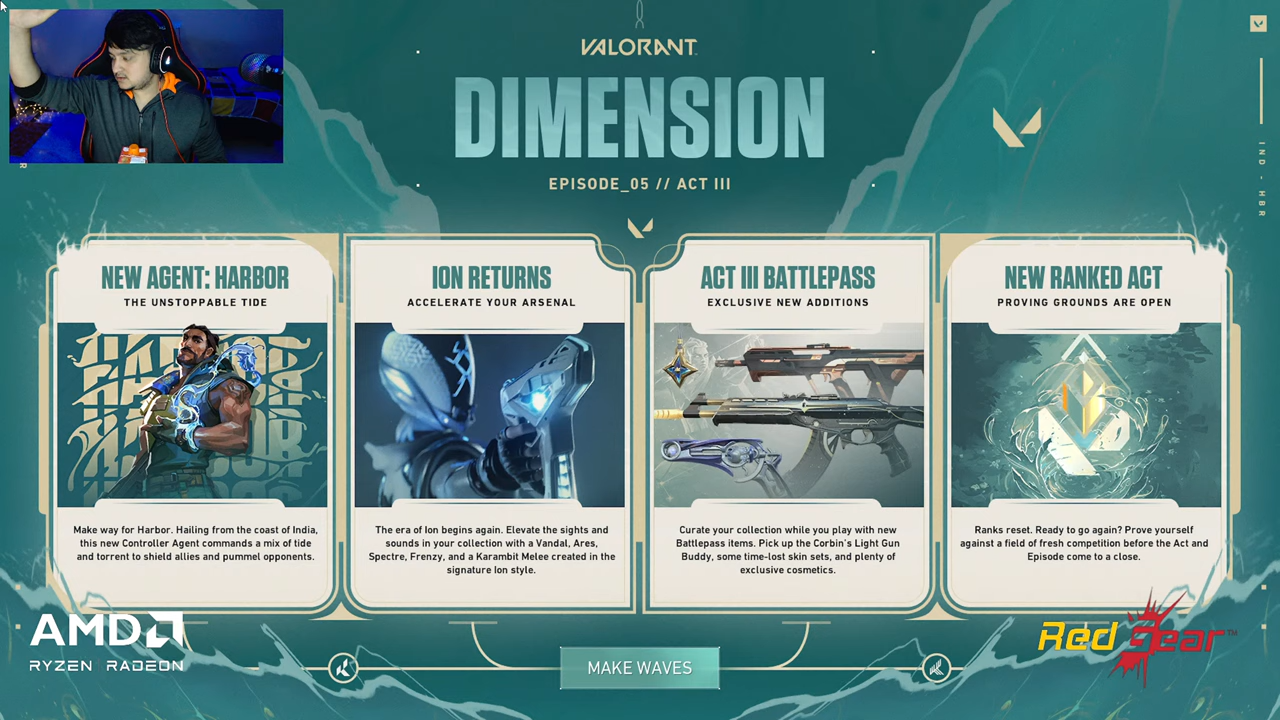 VALORANT
DIMENSION
EPISODE_05 // ACT III
IND - HBR
NEW AGENT: HARBOR
THE UNSTOPPABLE TIDE
HARBOR
Make way for Harbor. Hailing from the coast of India,
this new Controller Agent commands a mix of tide
and torrent to shield allies and pummel opponents.
ION RETURNS
ACCELERATE YOUR ARSENAL
The era of Ion begins again. Elevate the sights and
sounds in your collection with a Vandal, Ares,
Spectre, Frenzy, and a Karambit Melee created in the
signature Ion style.
ACT III BATTLEPASS
EXCLUSIVE NEW ADDITIONS
Curate your collection while you play with new
Battlepass items. Pick up the Corbin's Light Gun
Buddy, some time-lost skin sets, and plenty of
exclusive cosmetics.
NEW RANKED ACT
PROVING GROUNDS ARE OPEN
Ranks reset. Ready to go again? Prove yourself
against a field of fresh competition before the Act and
Episode come to a close.
AMD
RYZEN RADEON
MAKE WAVES
Red Gear™